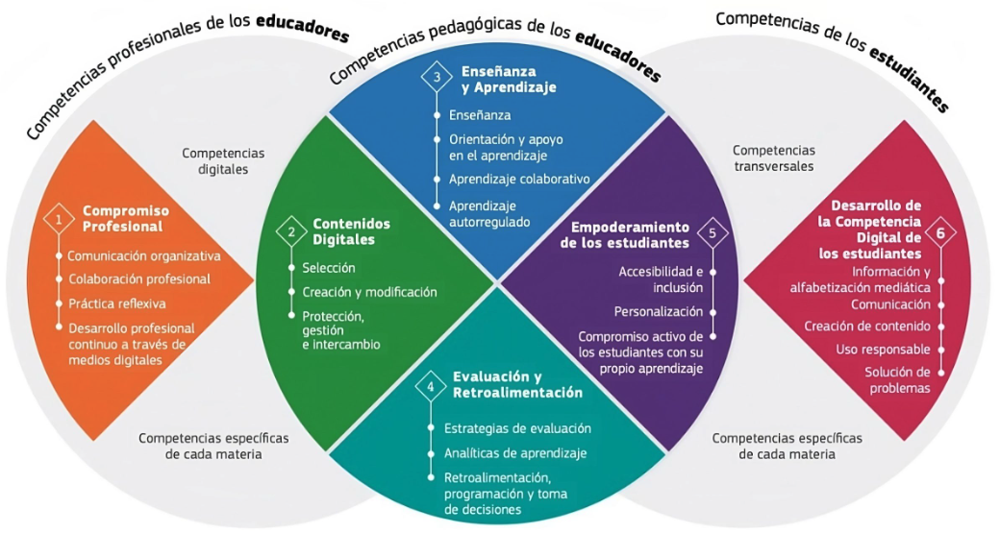 Competencias profesionales de los educadores
Competencias pedagógicas de los educadores
Competencias de los estudiantes
Competencias
digitales
1
Compromiso
Profesional
Comunicación organizativa
Colaboración profesional
Práctica reflexiva
Desarrollo profesional
continuo a través de
medios digitales
Competencias específicas
de cada materia
2
Contenidos
Digitales
Selección
Creación y modificación
Protección,
gestión
e intercambio
3
Enseñanza
y Aprendizaje
Enseñanza
Orientación y apoyo
en el aprendizaje
Aprendizaje colaborativo
Aprendizaje
autorregulado
4
Evaluación y
Retroalimentación
Estrategias de evaluación
Analíticas de aprendizaje
Retroalimentación,
programación y toma
de decisiones
Empoderamiento
de los estudiantes
5
Accesibilidad e
inclusión
Personalización
Compromiso activo de
los estudiantes con su
propio aprendizaje
Competencias
transversales
Desarrollo de
la Competencia
Digital de
los estudiantes
6
Información y
alfabetización mediática
Comunicación
Creación de contenido
Uso responsable
Solución de
problemas
Competencias específicas
de cada materia